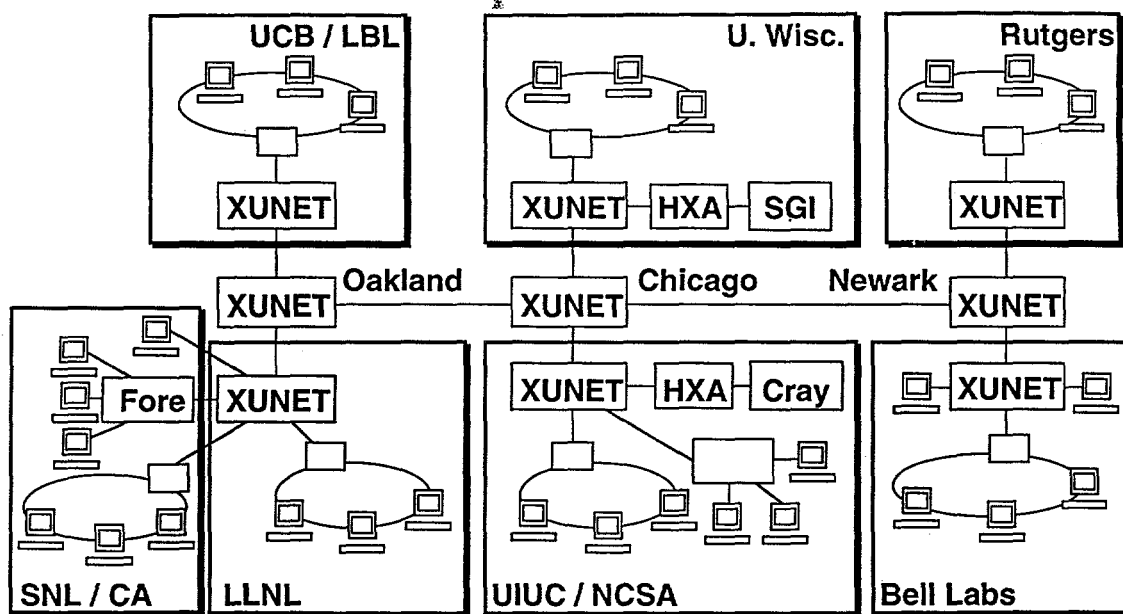 UCB / LBL
U. Wisc.
Rutgers
XUNET
XUNET
HXA
SGI
XUNET
Oakland
Chicago
Newark
XUNET
XUNET
XUNET
Fore
XUNET
XUNET
HXA
Cray
XUNET
SNL / CA
LLNL
UIUC / NCSA
Bell Labs